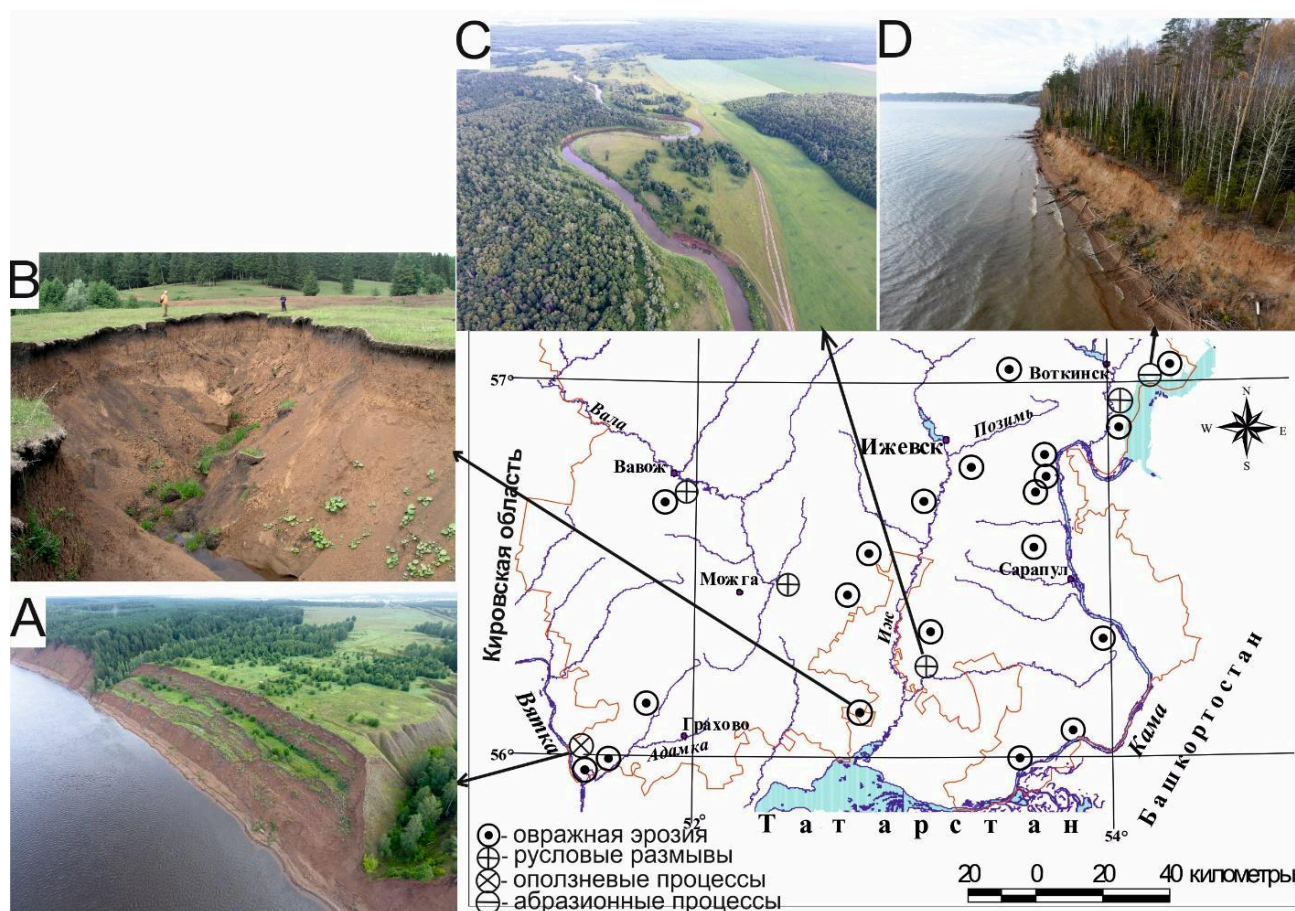 C
D
B
A
57°
Воткинск
N
W
E
S
Вала
Позимь
Ижевск
Вавож
Кировская область
Можга
Сарапул
Иж
Вятка
Грахово
Адамка
Кама
Башкортостан
56°
52°
Татарстан
54°
- овражная эрозия
- русловые размывы
- оползневые процессы
- абразионные процессы
20 0 20 40 километры